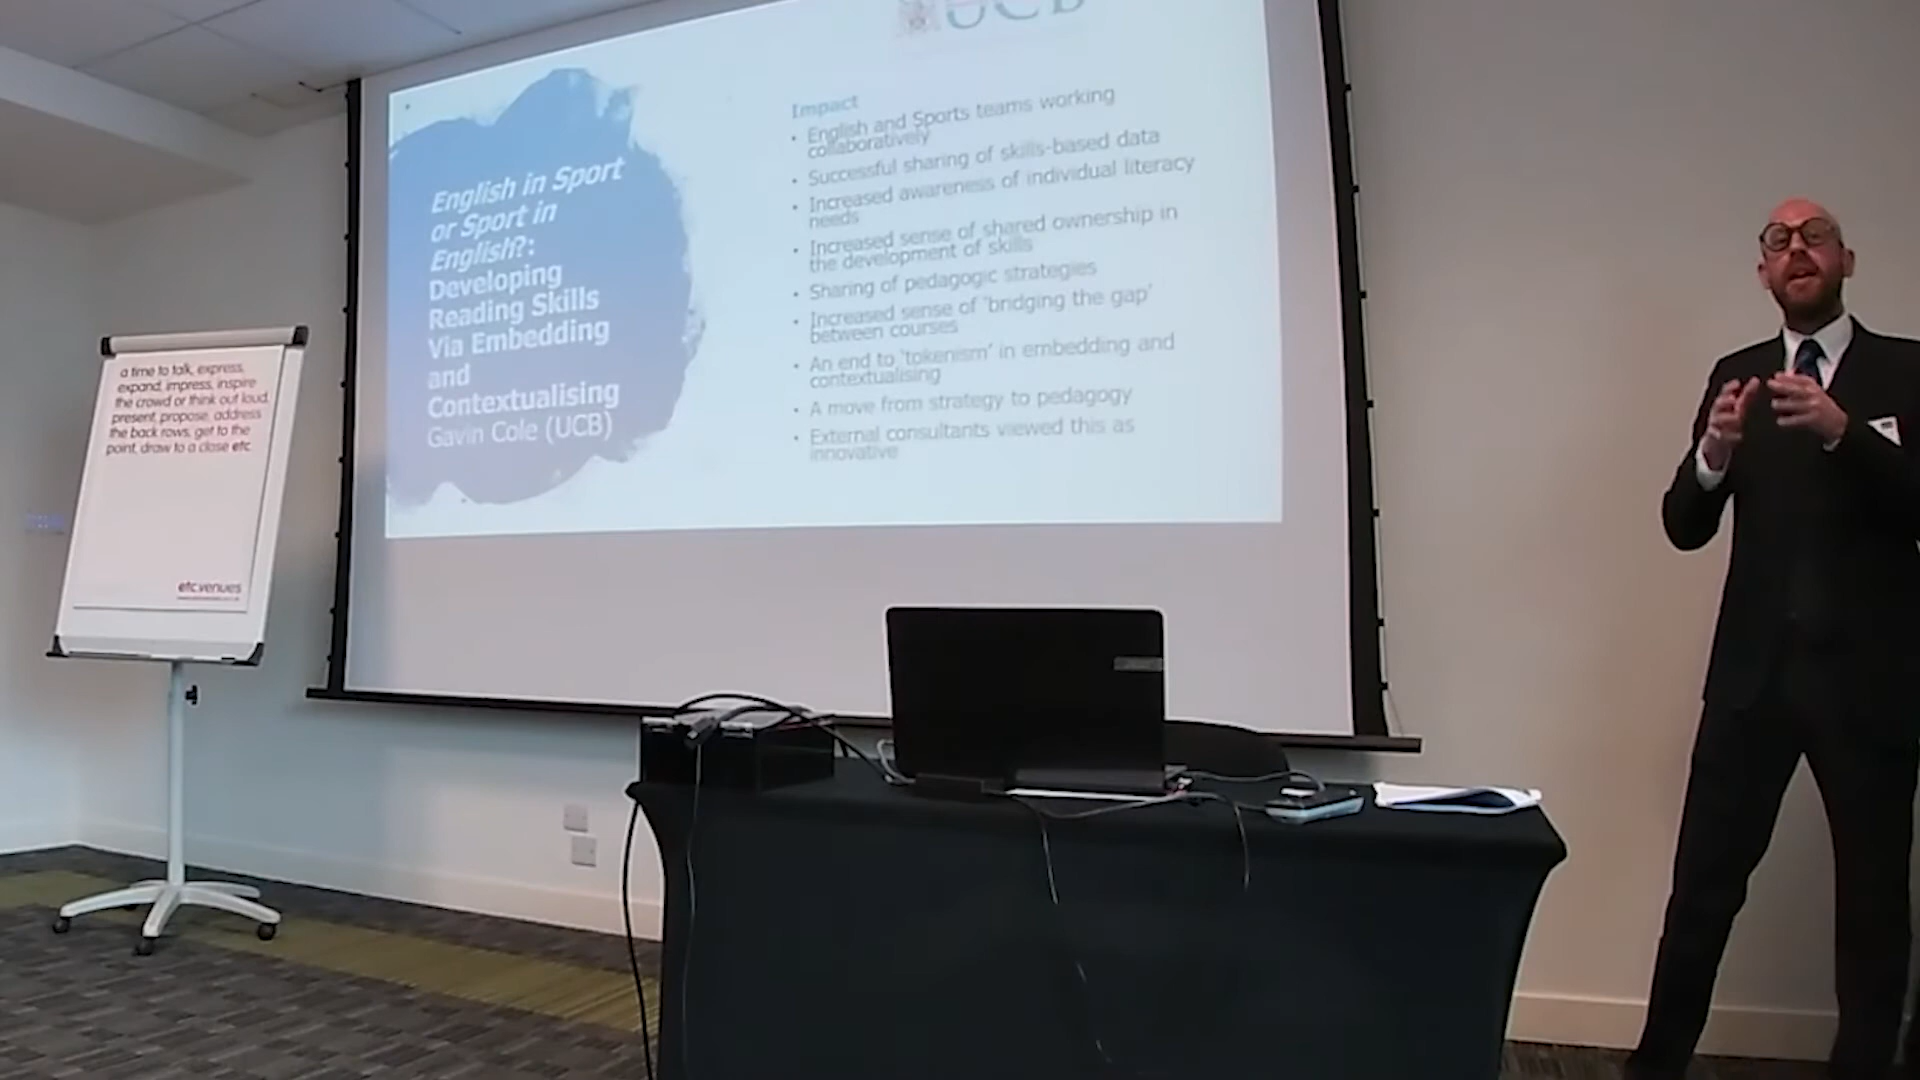 a time to talk, express,
expand, impress, inspire
the crowd or think out loud,
present, propose, address
the back rows, get to the
point, draw to a close etc
etc.venues
English in Sport
or Sport in
English?:
Developing
Reading Skills
Via Embedding
and
Contextualising
Gavin Cole (UCB)
UCB
Impact
• English and Sports teams working
collaboratively
• Successful sharing of skills-based data
• Increased awareness of individual literacy
needs
• Increased sense of shared ownership in
the development of skills
• Sharing of pedagogic strategies
• Increased sense of 'bridging the gap'
between courses
• An end to 'tokenism' in embedding and
contextualising
• A move from strategy to pedagogy
• External consultants viewed this as
innovative